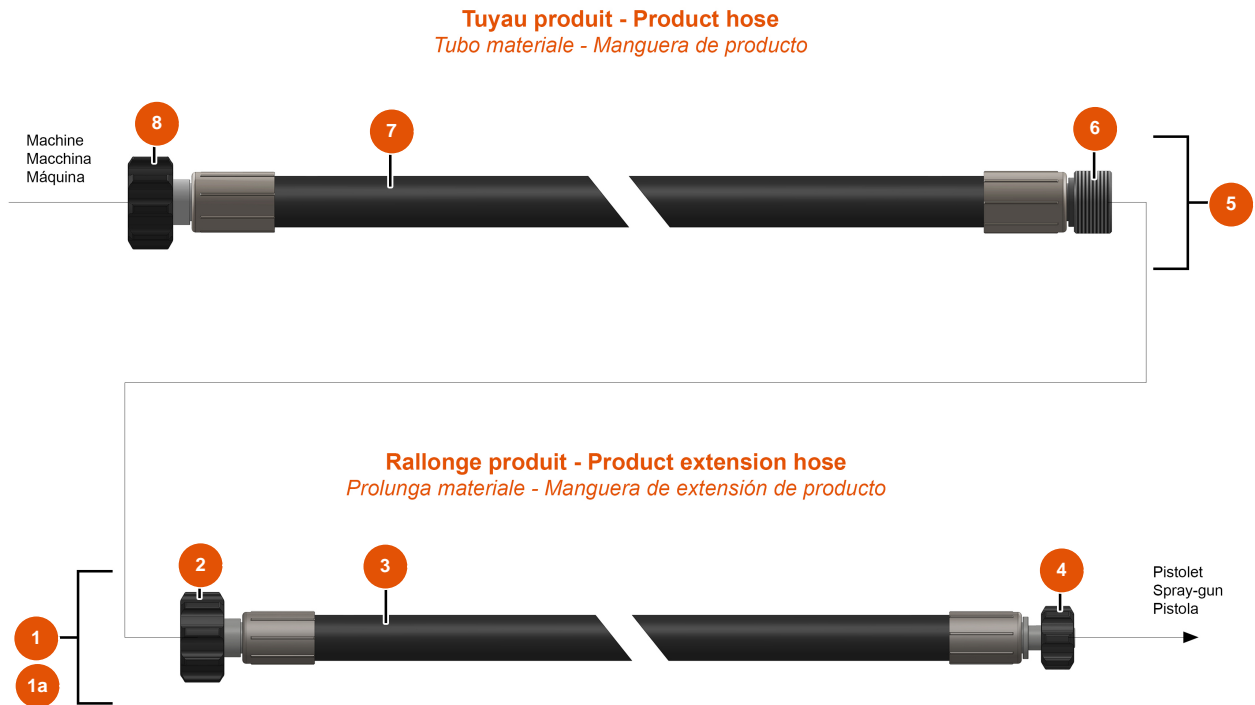 Tuyau produit - Product hose
Tubo materiale - Manguera de producto
8
7
6
Machine
Macchina
Máquina
5
Rallonge produit - Product extension hose
Prolunga materiale - Manguera de extensión de producto
2
3
4
Pistolet
Spray-gun
Pistola
1
1a